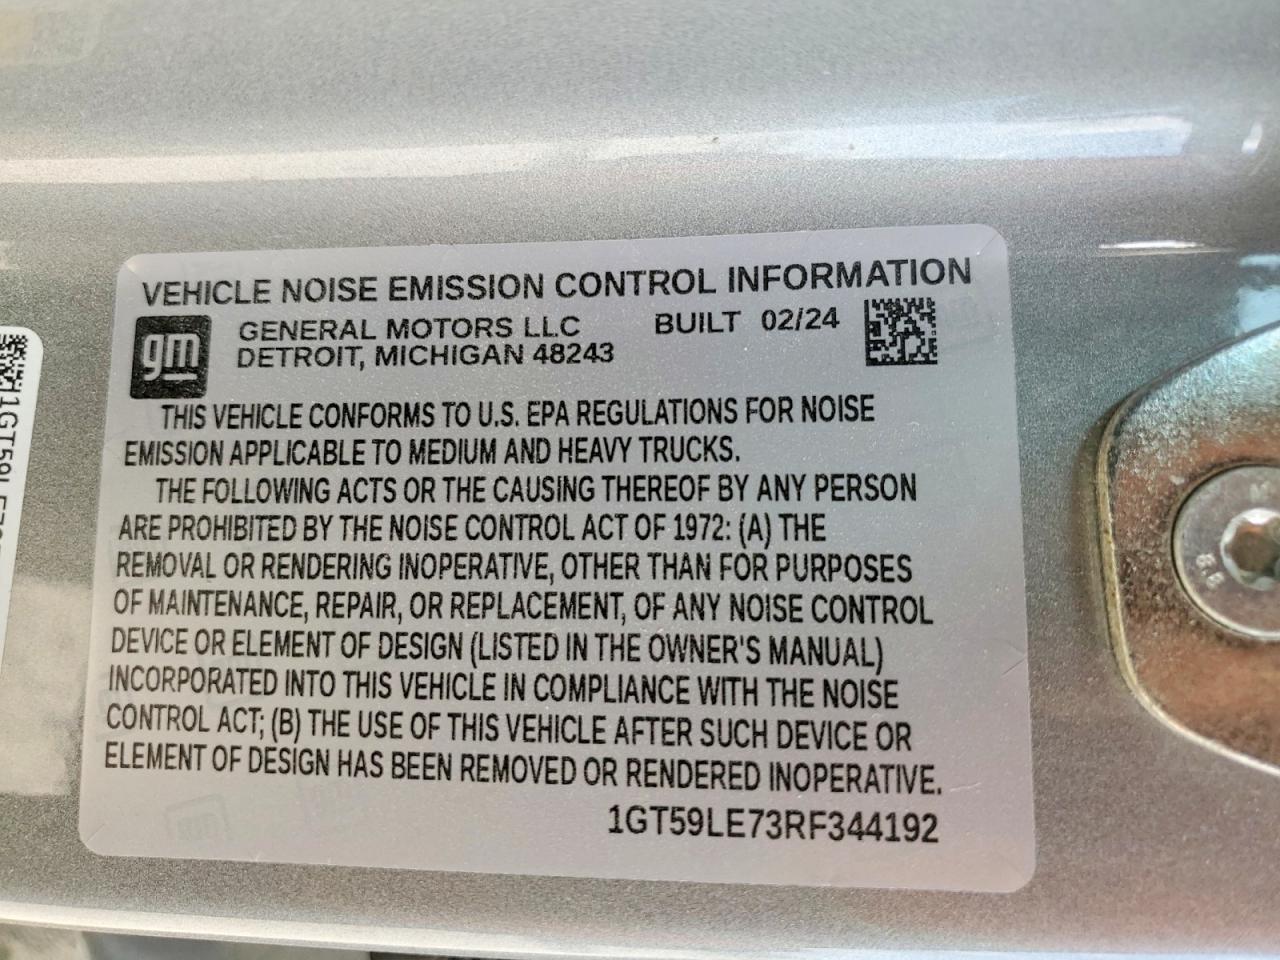 VEHICLE NOISE EMISSION CONTROL INFORMATION
gm
GENERAL MOTORS LLC BUILT 02/24
DETROIT, MICHIGAN 48243
THIS VEHICLE CONFORMS TO U.S. EPA REGULATIONS FOR NOISE
EMISSION APPLICABLE TO MEDIUM AND HEAVY TRUCKS.
THE FOLLOWING ACTS OR THE CAUSING THEREOF BY ANY PERSON
ARE PROHIBITED BY THE NOISE CONTROL ACT OF 1972: (A) THE
REMOVAL OR RENDERING INOPERATIVE, OTHER THAN FOR PURPOSES
OF MAINTENANCE, REPAIR, OR REPLACEMENT, OF ANY NOISE CONTROL
DEVICE OR ELEMENT OF DESIGN (LISTED IN THE OWNER'S MANUAL)
INCORPORATED INTO THIS VEHICLE IN COMPLIANCE WITH THE NOISE
CONTROL ACT; (B) THE USE OF THIS VEHICLE AFTER SUCH DEVICE OR
ELEMENT OF DESIGN HAS BEEN REMOVED OR RENDERED INOPERATIVE.
1GT59LE73RF344192